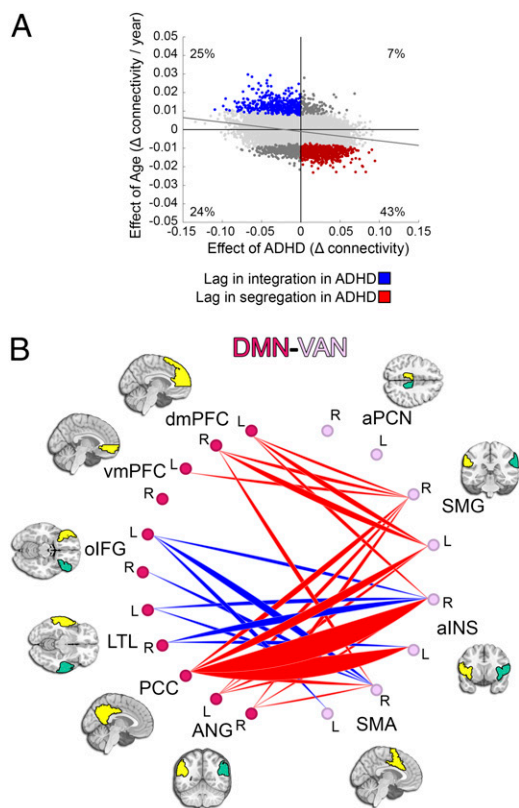 A
25%
7%
0.05
0.04
0.03
0.02
0.01
0
-0.01
-0.02
-0.03
-0.04
-0.05
Effect of Age (Δ connectivity / year)
24%
43%
-0.15 -0.10 -0.05 0 0.05 0.10 0.15
Effect of ADHD (Δ connectivity)
Lag in integration in ADHD
Lag in segregation in ADHD
B
DMN-VAN
dmPFC
L
R
R
aPCN
L
vmPFC
L
R
R
SMG
L
oIFG
L
R
L
LTL
R
R
aINS
L
PCC
L
ANG
R
R
SMA
L